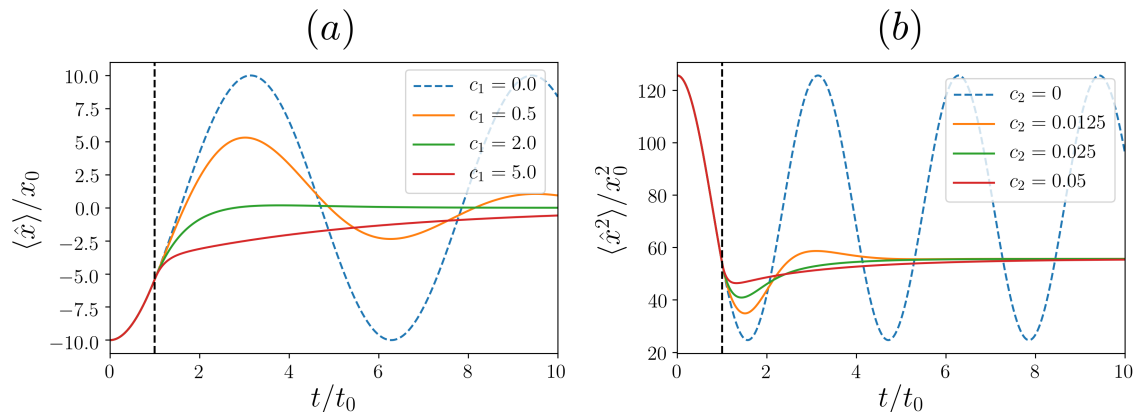 (a)
10.0
7.5
5.0
2.5
0.0
−2.5
−5.0
−7.5
−10.0
⟨x̂⟩/x₀
0 2 4 6 8 10
t/t₀
c₁ = 0.0
c₁ = 0.5
c₁ = 2.0
c₁ = 5.0
(b)
120
100
80
60
40
20
⟨x̂²⟩/x₀²
0 2 4 6 8 10
t/t₀
c₂ = 0
c₂ = 0.0125
c₂ = 0.025
c₂ = 0.05